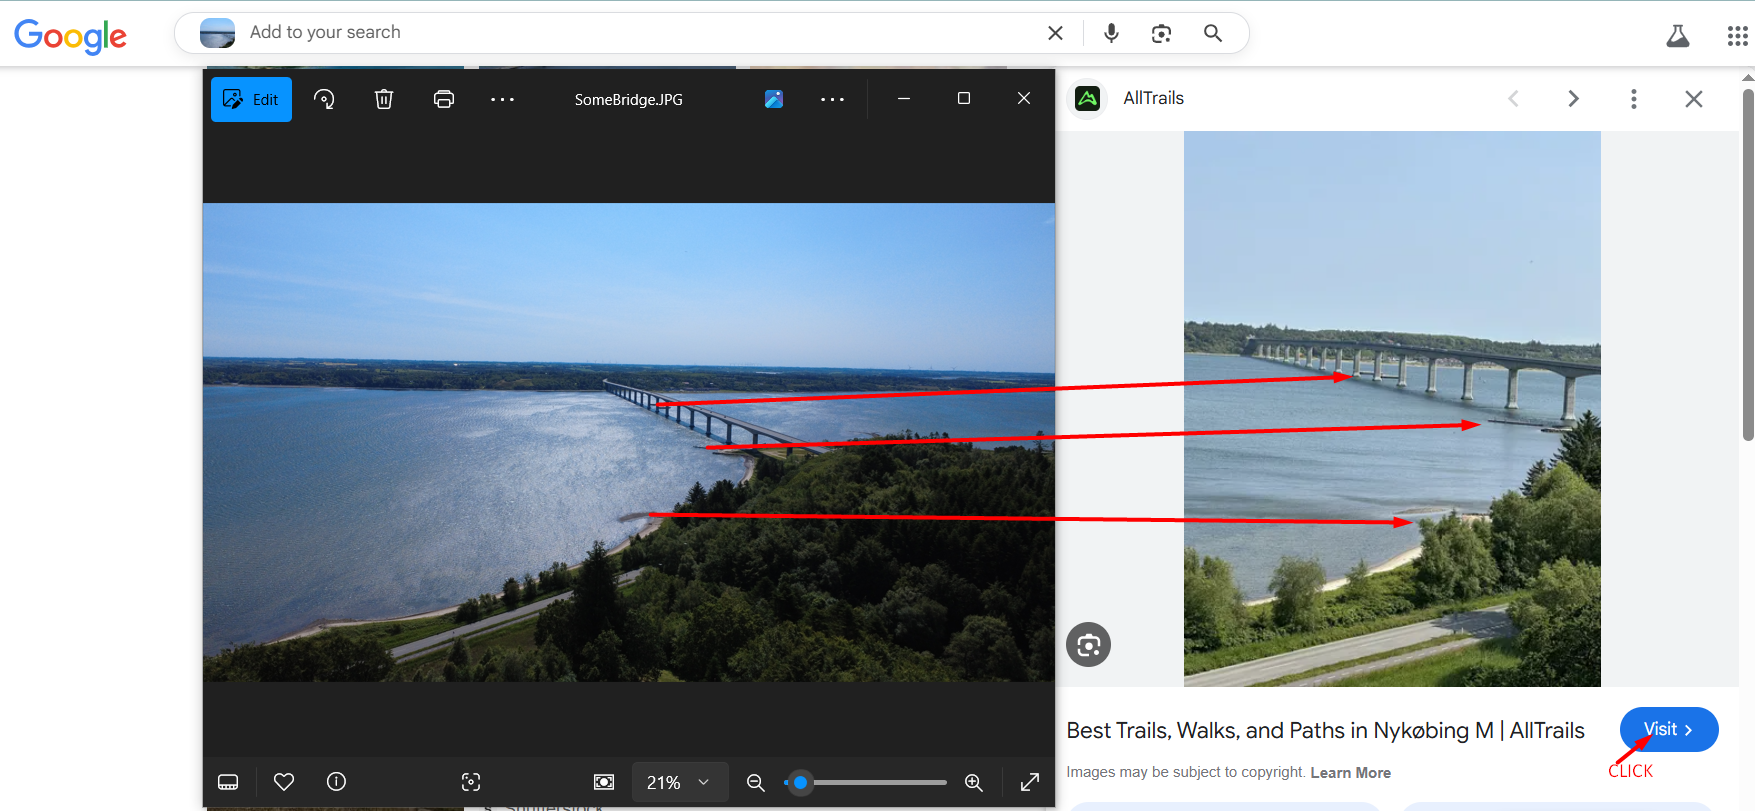 Google
Add to your search
Edit
SomeBridge.JPG
AllTrails
Best Trails, Walks, and Paths in Nykøbing M | AllTrails
Visit
CLICK
Images may be subject to copyright. Learn More
21%